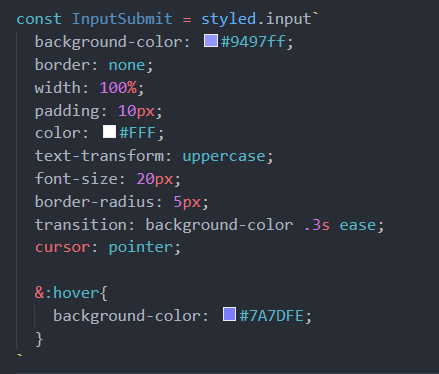 const InputSubmit = styled.input`
background-color: #9497ff;
border: none;
width: 100%;
padding: 10px;
color: #FFF;
text-transform: uppercase;
font-size: 20px;
border-radius: 5px;
transition: background-color .3s ease;
cursor: pointer;
&:hover{
background-color: #7A7DFE;
}
`